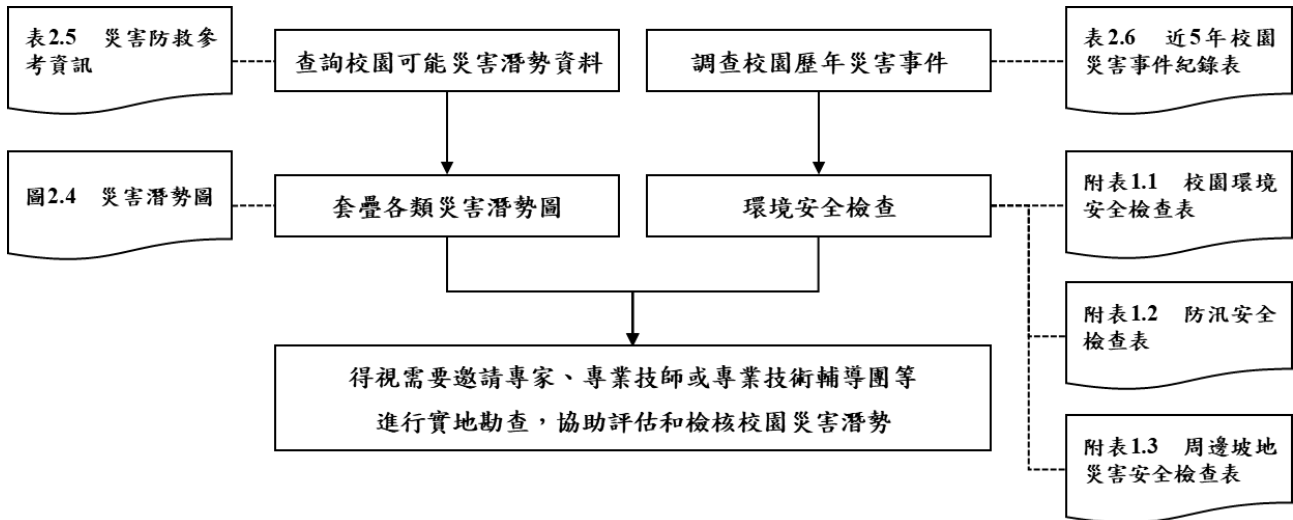 表2.5 災害防救參
考資訊
查詢校園可能災害潛勢資料
調查校園歷年災害事件
表2.6 近5年校園
災害事件紀錄表
圖2.4 災害潛勢圖
套疊各類災害潛勢圖
環境安全檢查
附表1.1 校園環境
安全檢查表
附表1.2 防汛安全
檢查表
得視需要邀請專家、專業技師或專業技術輔導團等
進行實地勘查，協助評估和檢核校園災害潛勢
附表1.3 周邊坡地
災害安全檢查表